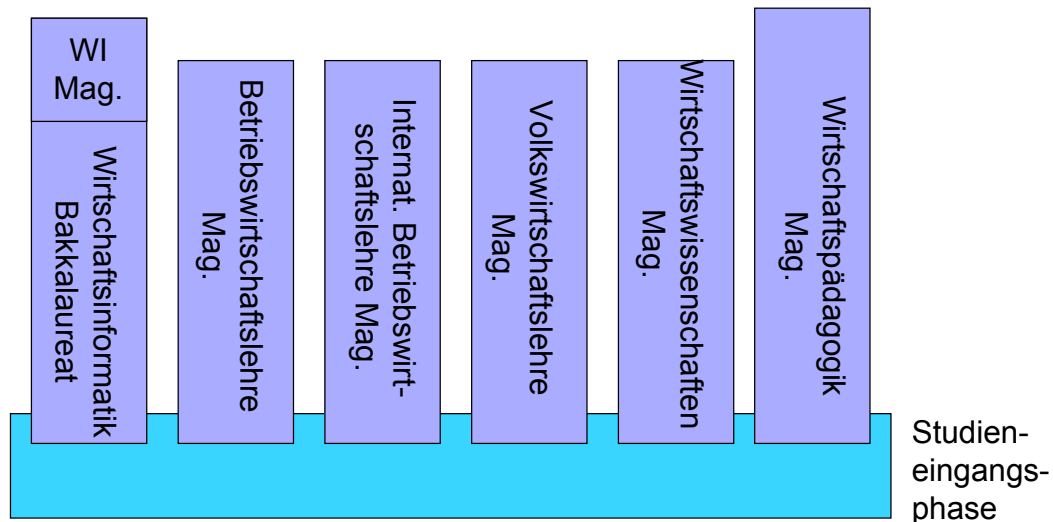 WI
Mag.
Wirtschaftsinformatik
Bakkalaureat
Betriebswirtschaftslehre
Mag.
Internat. Betriebswirt-
schaftslehre Mag.
Volkswirtschaftslehre
Mag.
Wirtschaftswissenschaften
Mag.
Wirtschaftspädagogik
Mag.
Studien-
eingangs-
phase